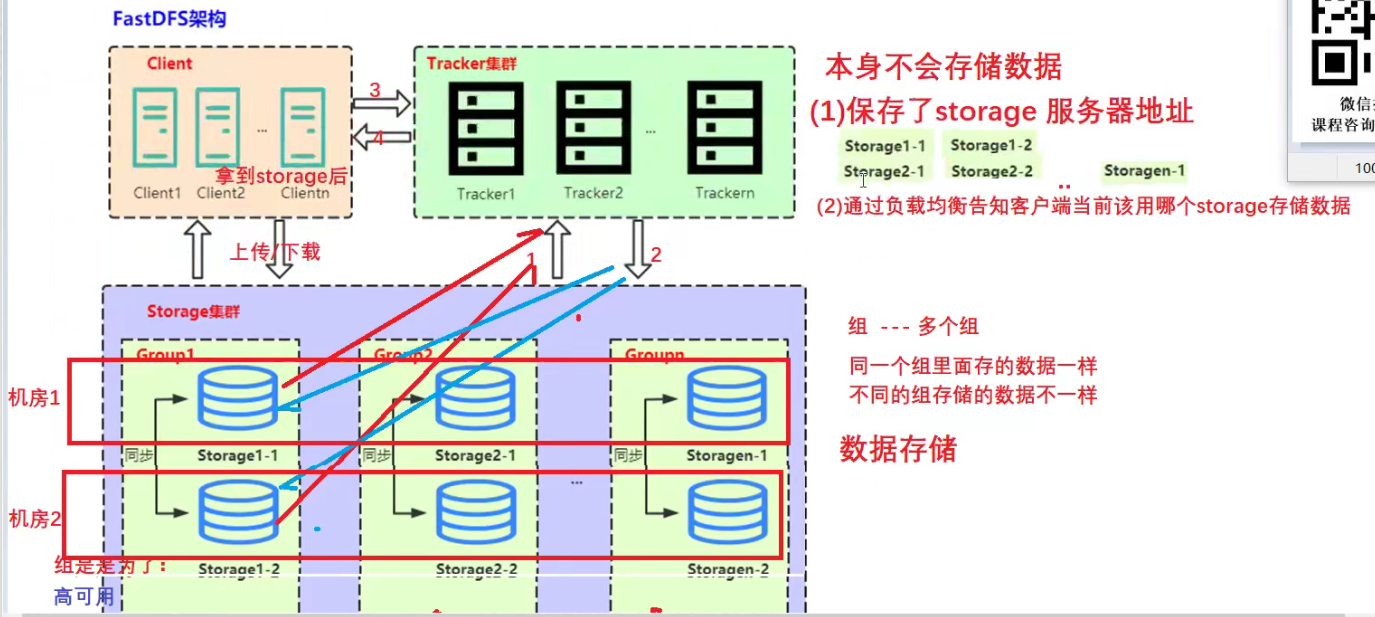 FastDFS架构
Client
Tracker集群
3
4
...
...
拿到storage后
Client1
Client2
Clientn
Tracker1
Tracker2
Trackern
本身不会存储数据
(1)保存了storage 服务器地址
Storage1-1
Storage1-2
Storage2-1
Storage2-2
..
Storagen-1
(2)通过负载均衡告知客户端当前该用哪个storage存储数据
微信
课程咨询
100
上传/下载
1
2
Storage集群
Group1
Group2
Groupn
机房1
同步
Storage1-1
同步
Storage2-1
同步
Storagen-1
...
机房2
Storage1-2
Storage2-2
Storagen-2
组是是为了:
高可用
组 --- 多个组
同一个组里面存的数据一样
不同的组存储的数据不一样
数据存储